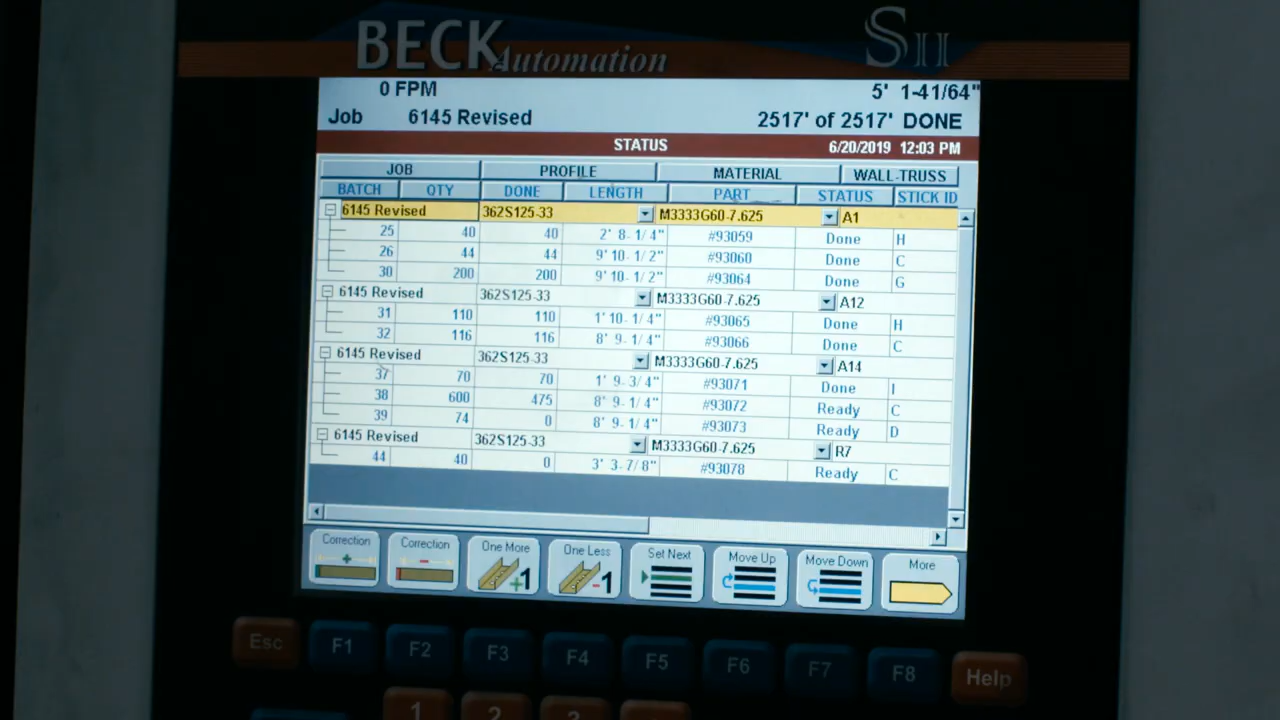 BECK Automation SII
0 FPM 5' 1-41/64"
Job 6145 Revised 2517' of 2517' DONE
STATUS 6/20/2019 12:03 PM
JOB PROFILE MATERIAL WALL-TRUSS
BATCH QTY DONE LENGTH PART STATUS STICK ID
6145 Revised 362S125-33 M3333G60-7.625 A1
25 40 40 2' 8- 1/4" #93059 Done H
26 44 44 9' 10- 1/2" #93060 Done C
30 200 200 9' 10- 1/2" #93064 Done G
6145 Revised 362S125-33 M3333G60-7.625 A12
31 110 110 1' 10- 1/4" #93065 Done H
32 116 116 8' 9- 1/4" #93066 Done C
6145 Revised 362S125-33 M3333G60-7.625 A14
37 70 70 1' 9- 3/4" #93071 Done I
38 600 475 8' 9- 1/4" #93072 Ready C
39 74 0 8' 9- 1/4" #93073 Ready D
6145 Revised 362S125-33 M3333G60-7.625 R7
44 40 0 3' 3- 7/8" #93078 Ready C
Correction Correction One More One Less Set Next Move Up Move Down More
+ - +1 -1
Esc F1 F2 F3 F4 F5 F6 F7 F8 Help
1 2 3